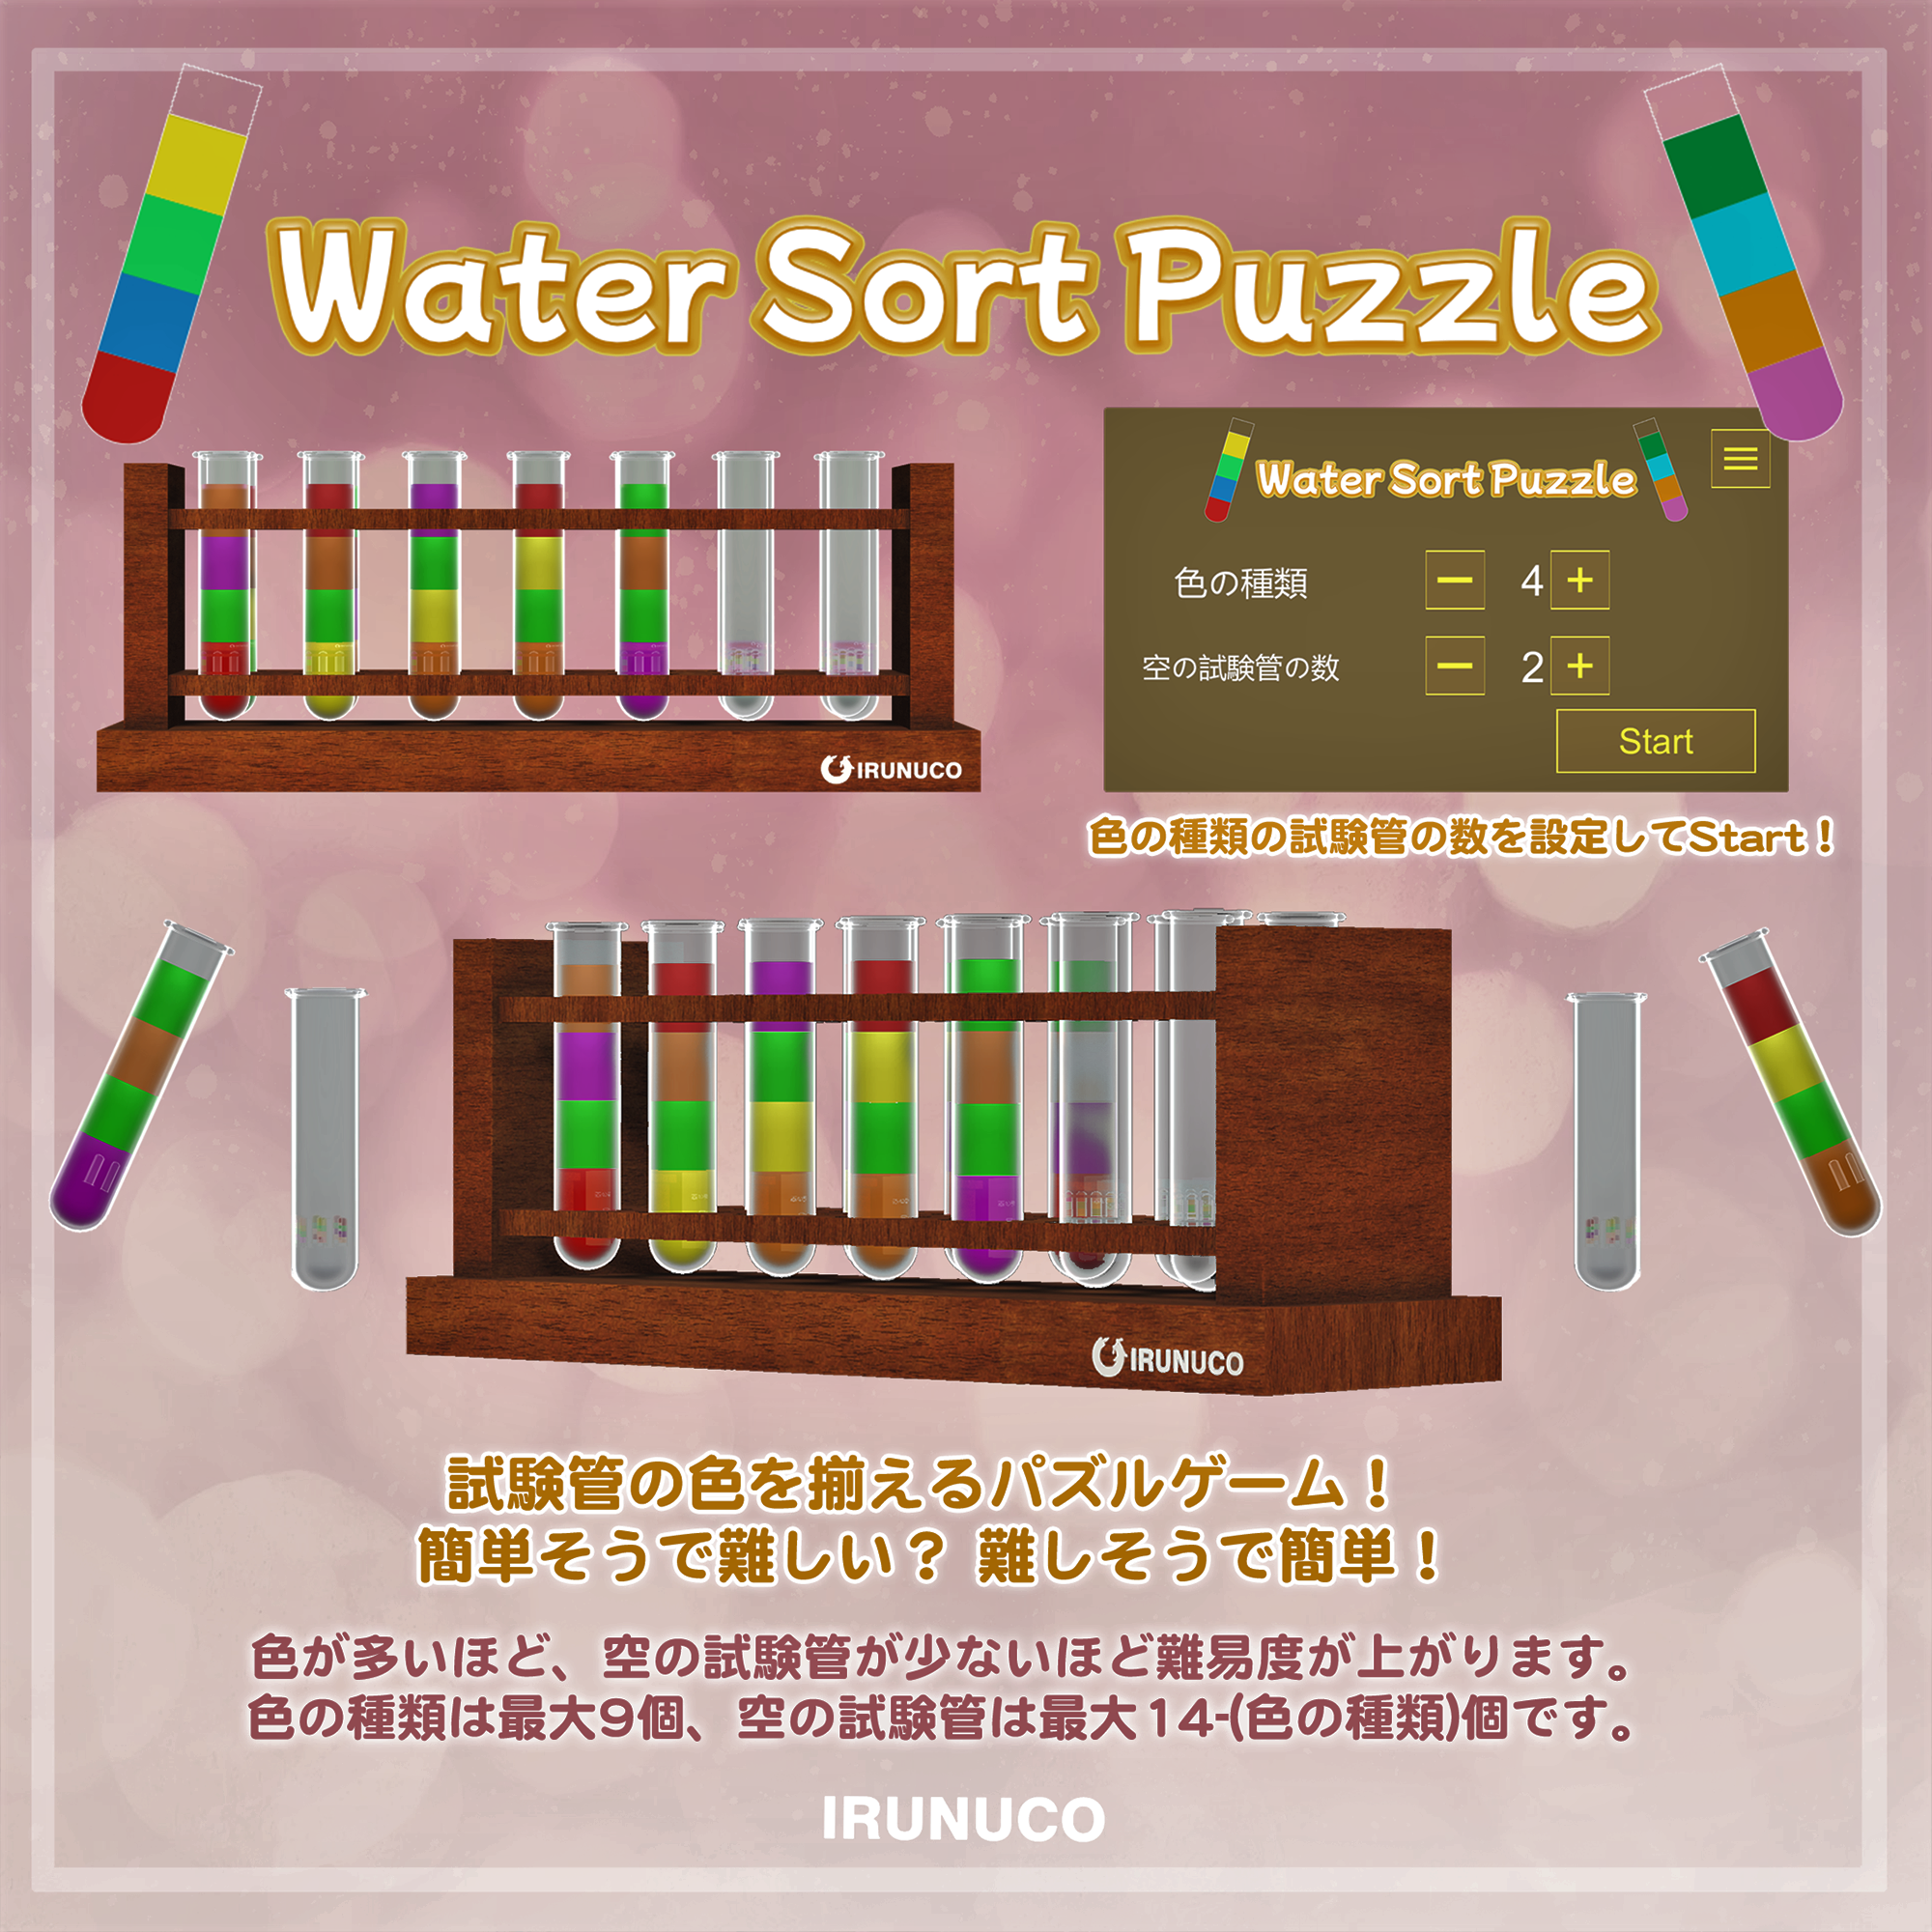 Water Sort Puzzle
Water Sort Puzzle
色の種類
4
空の試験管の数
2
Start
IRUNUCO
色の種類の試験管の数を設定してStart！
IRUNUCO
試験管の色を揃えるパズルゲーム！
簡単そうで難しい？ 難しそうで簡単！
色が多いほど、空の試験管が少ないほど難易度が上がります。
色の種類は最大9個、空の試験管は最大14-(色の種類)個です。
IRUNUCO